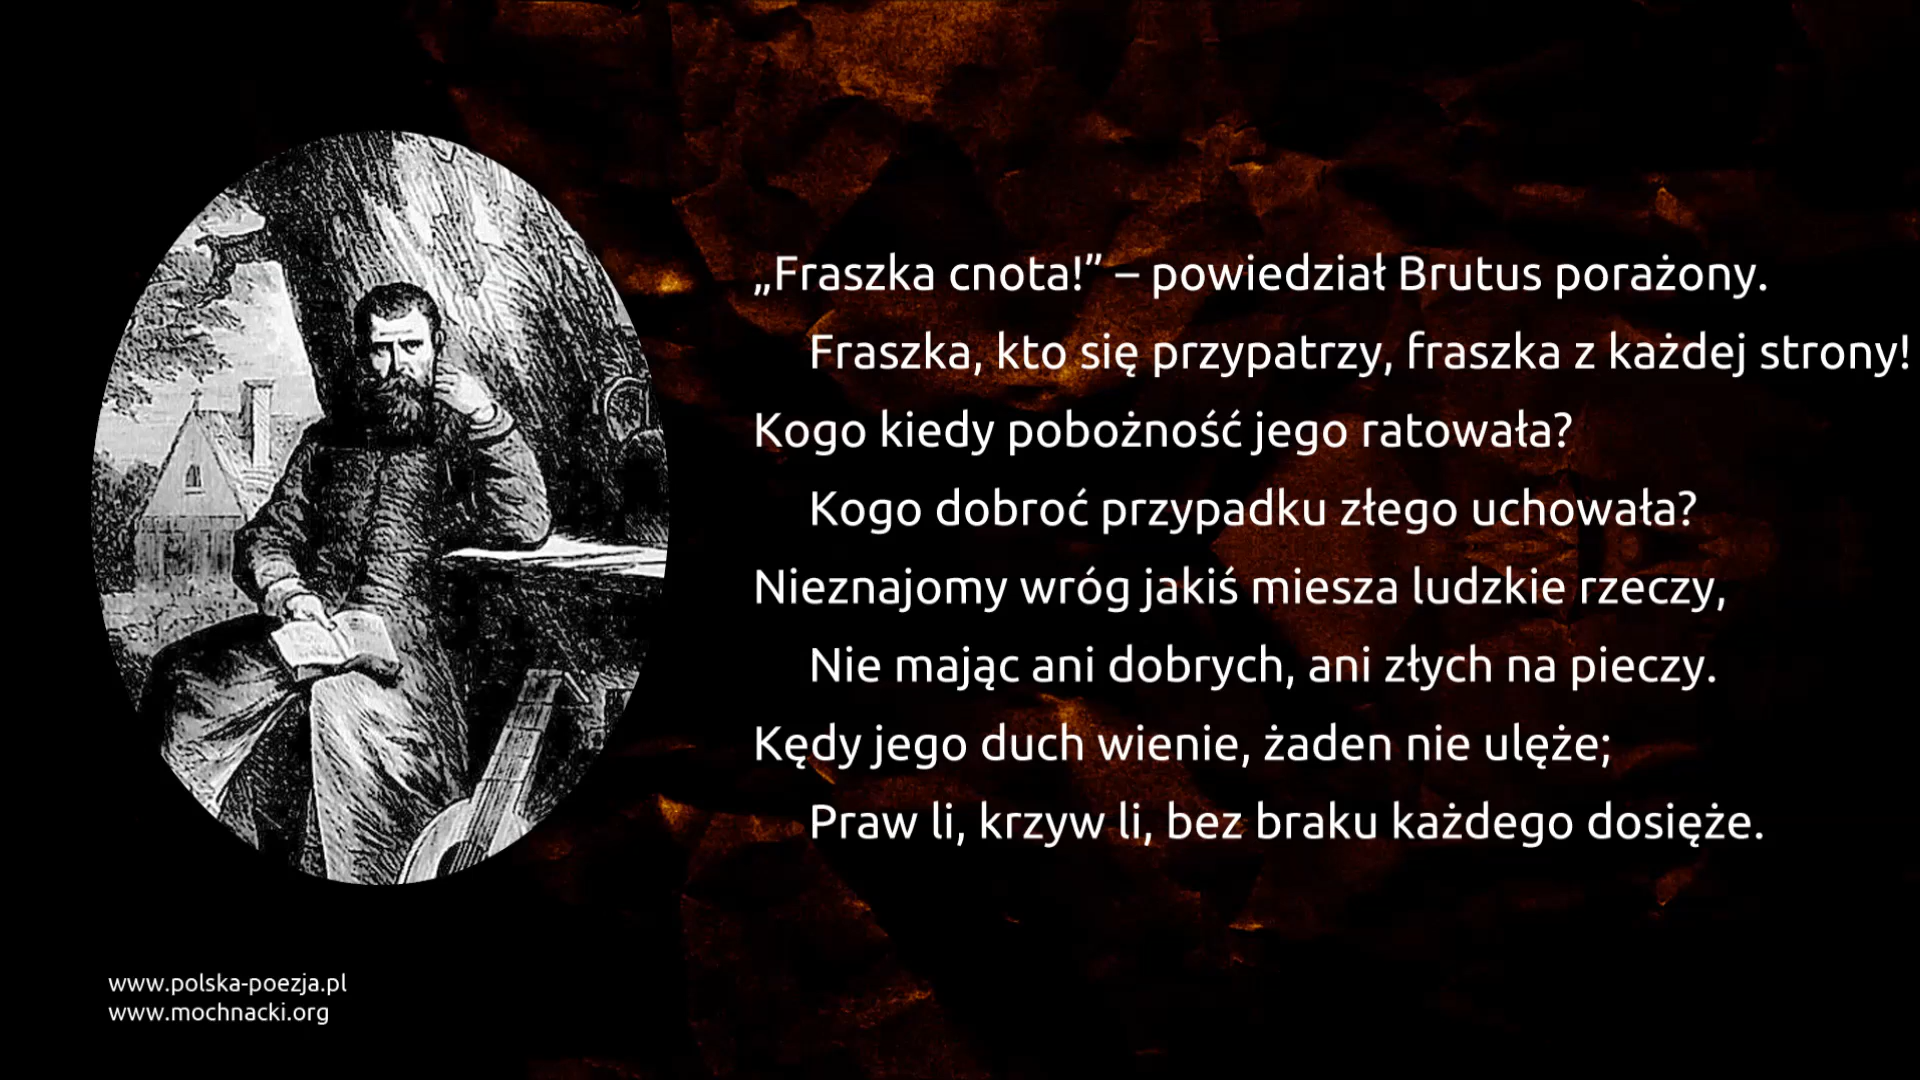 „Fraszka cnota!” – powiedział Brutus porażony.
Fraszka, kto się przypatrzy, fraszka z każdej strony!
Kogo kiedy pobożność jego ratowała?
Kogo dobroć przypadku złego uchowała?
Nieznajomy wróg jakiś miesza ludzkie rzeczy,
Nie mając ani dobrych, ani złych na pieczy.
Kędy jego duch wienie, żaden nie ulęże;
Praw li, krzyw li, bez braku każdego dosięże.
www.polska-poezja.pl
www.mochnacki.org